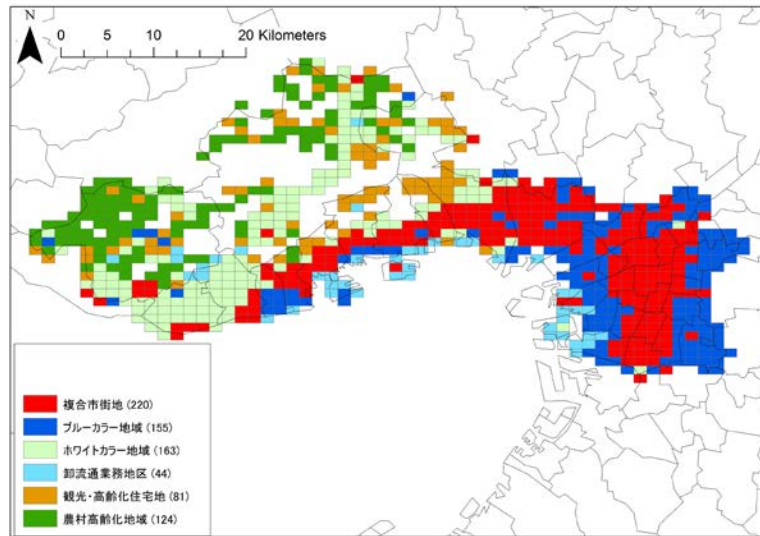 N
0 5 10 20 Kilometers
複合市街地 (220)
ブルーカラー地域 (155)
ホワイトカラー地域 (163)
卸流通業務地区 (44)
観光・高齢化住宅地 (81)
農村高齢化地域 (124)